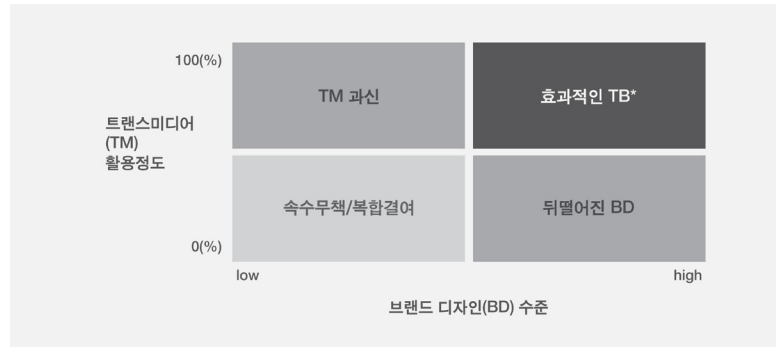 100(%)
TM 과신
효과적인 TB*
트랜스미디어
(TM)
활용정도
속수무책/복합결여
뒤떨어진 BD
0(%)
low
high
브랜드 디자인(BD) 수준